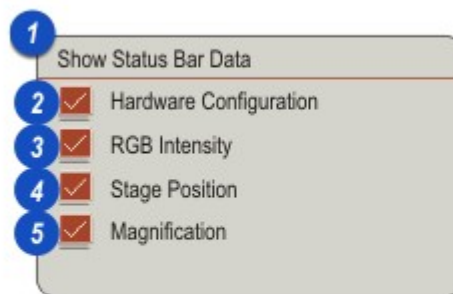 1
Show Status Bar Data
2 Hardware Configuration
3 RGB Intensity
4 Stage Position
5 Magnification